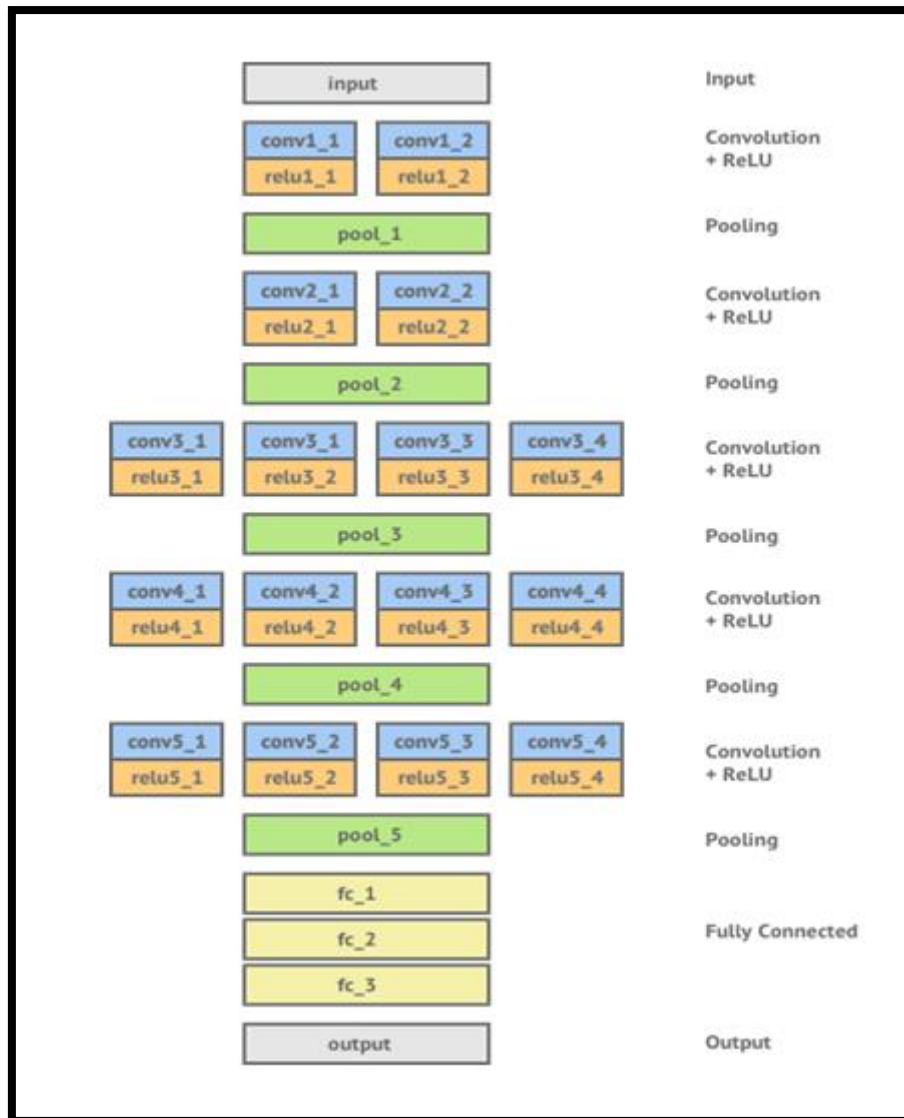 input Input
conv1_1 conv1_2 Convolution
relu1_1 relu1_2 + ReLU
pool_1 Pooling
conv2_1 conv2_2 Convolution
relu2_1 relu2_2 + ReLU
pool_2 Pooling
conv3_1 conv3_1 conv3_3 conv3_4 Convolution
relu3_1 relu3_2 relu3_3 relu3_4 + ReLU
pool_3 Pooling
conv4_1 conv4_2 conv4_3 conv4_4 Convolution
relu4_1 relu4_2 relu4_3 relu4_4 + ReLU
pool_4 Pooling
conv5_1 conv5_2 conv5_3 conv5_4 Convolution
relu5_1 relu5_2 relu5_3 relu5_4 + ReLU
pool_5 Pooling
fc_1
fc_2 Fully Connected
fc_3
output Output